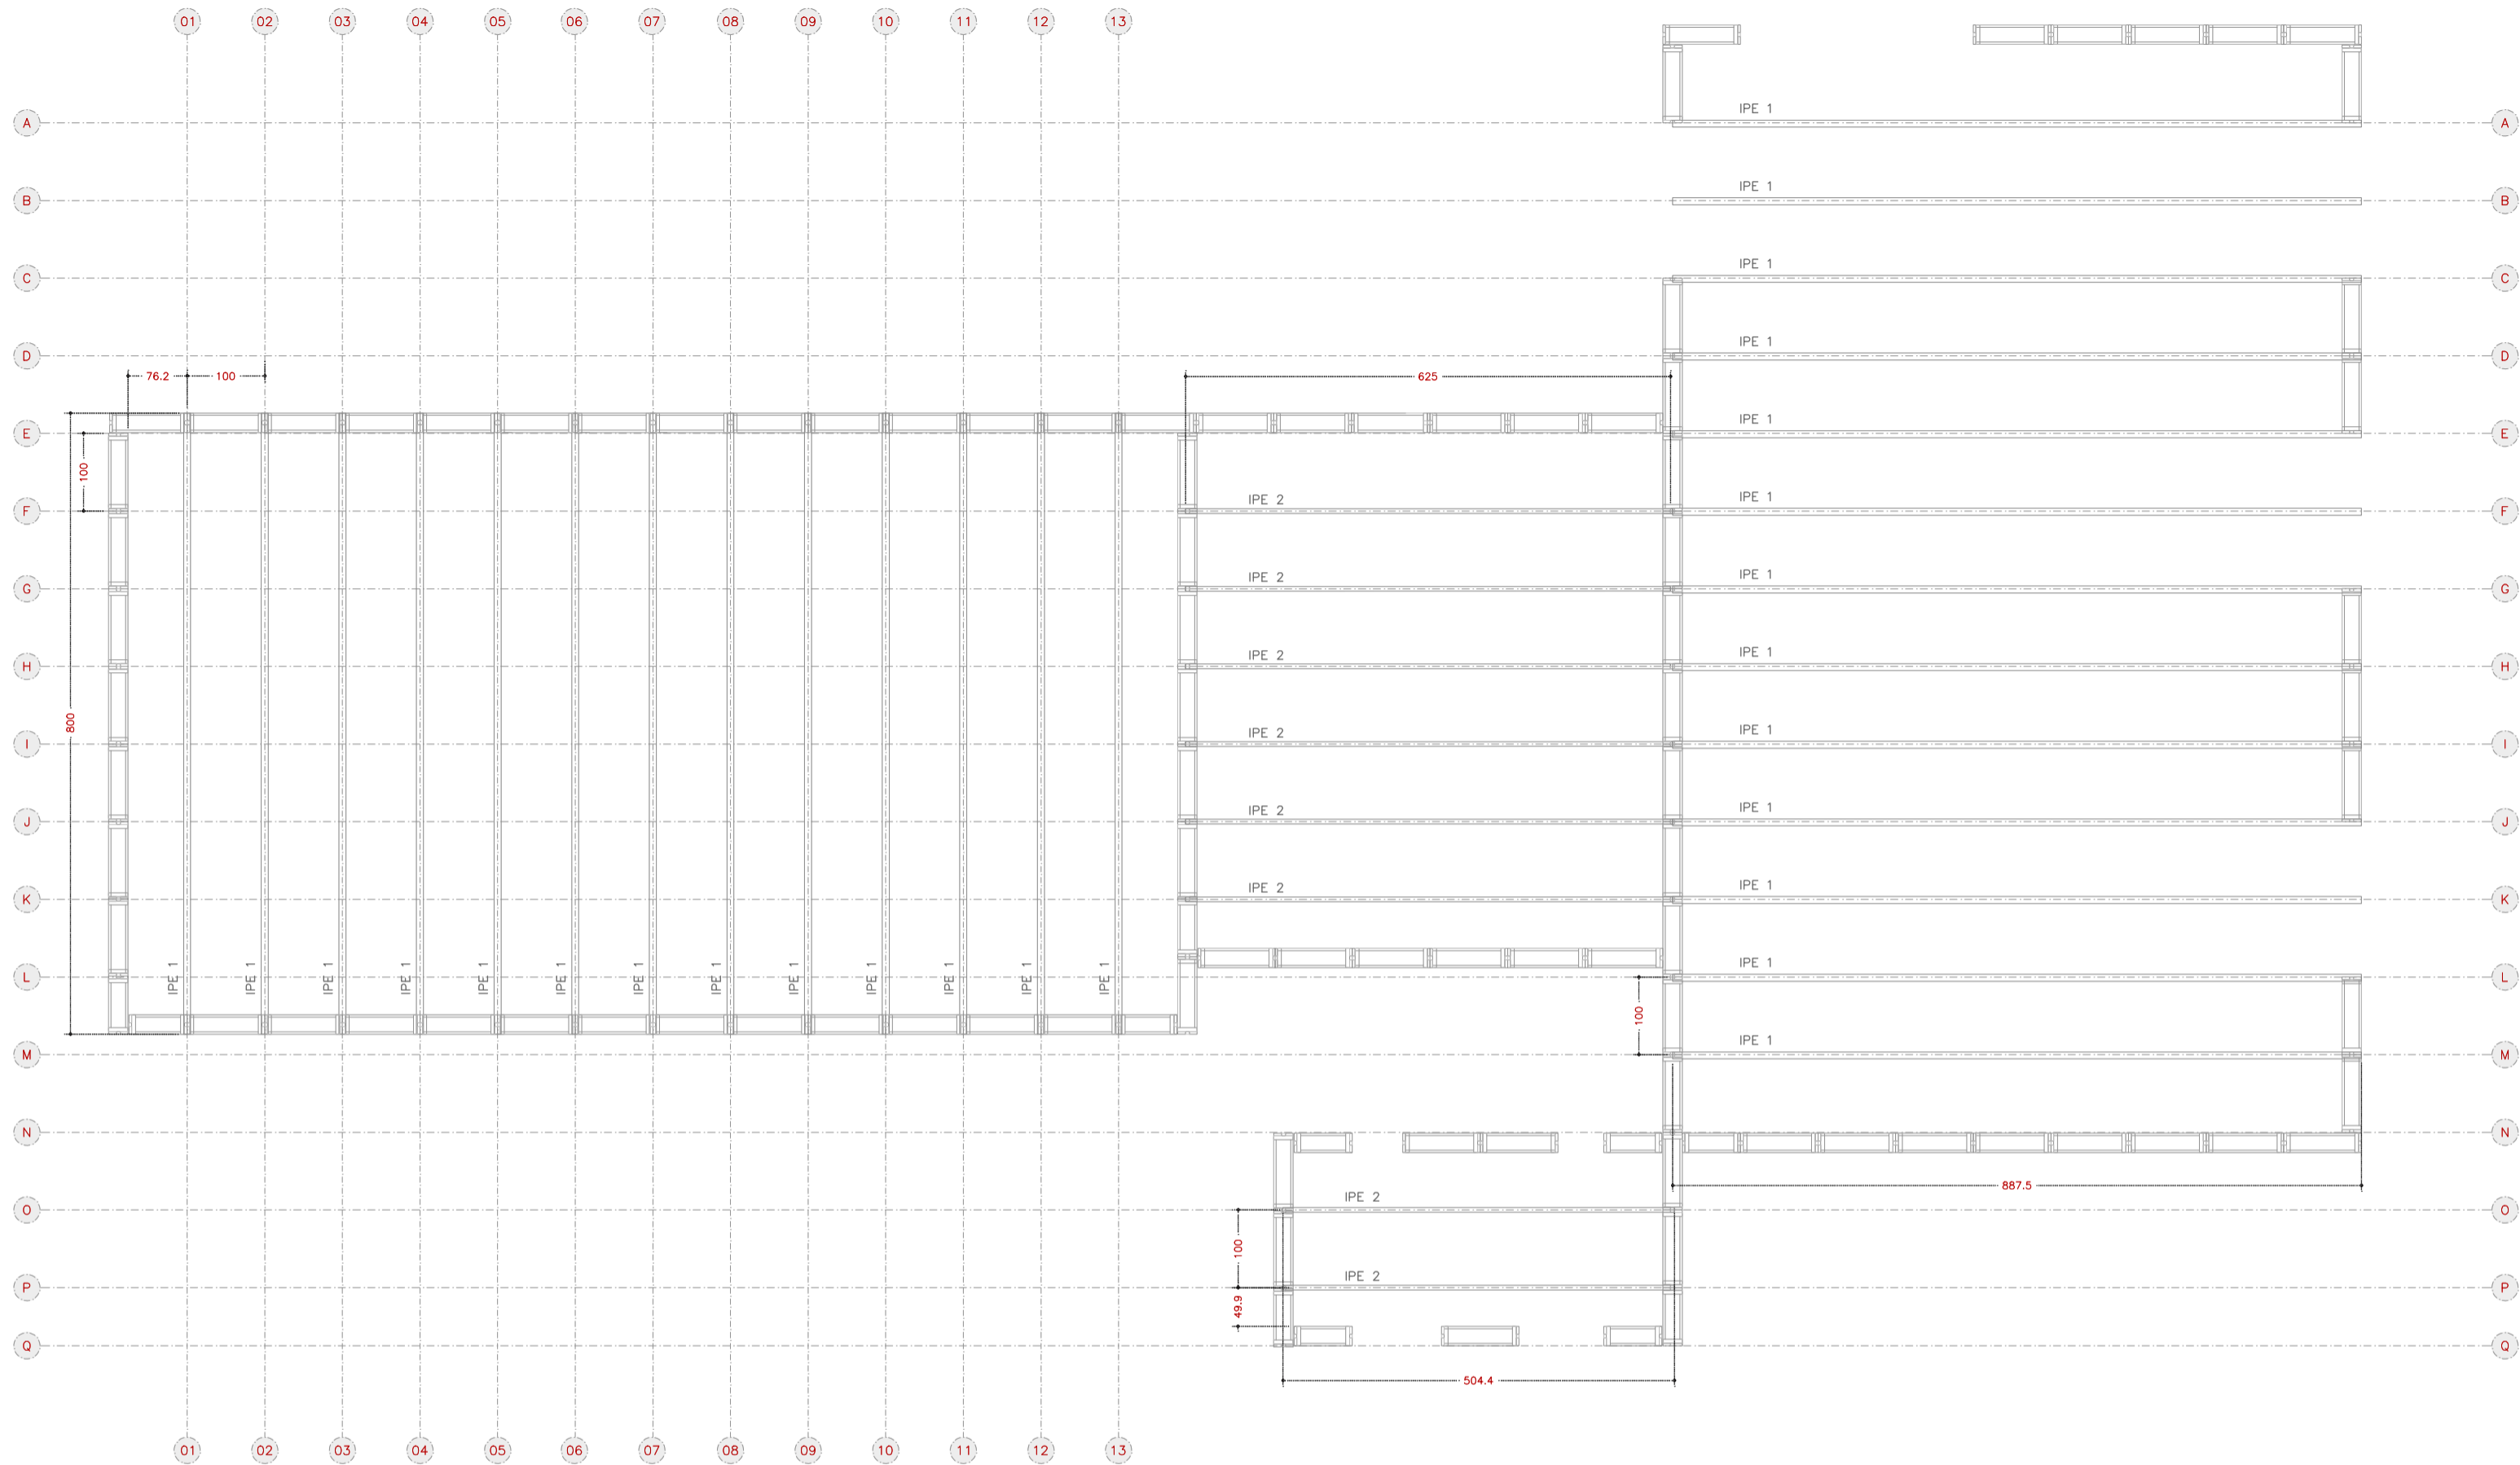 01 02 03 04 05 06 07 08 09 10 11 12 13
IPE 1
A A
IPE 1
B B
IPE 1
C C
IPE 1
D D
76.2 100 625
IPE 1
E E
100
IPE 2 IPE 1
F F
IPE 2 IPE 1
G G
IPE 2 IPE 1
H H
800
IPE 2 IPE 1
I I
IPE 2 IPE 1
J J
IPE 2 IPE 1
K K
IPE 1
L L
IPE 1 IPE 1 IPE 1 IPE 1 IPE 1 IPE 1 IPE 1 IPE 1 IPE 1 IPE 1 IPE 1 IPE 1 IPE 1
100
IPE 1
M M
N N
887.5
IPE 2
O O
100
IPE 2
P P
49.9
Q Q
504.4
01 02 03 04 05 06 07 08 09 10 11 12 13